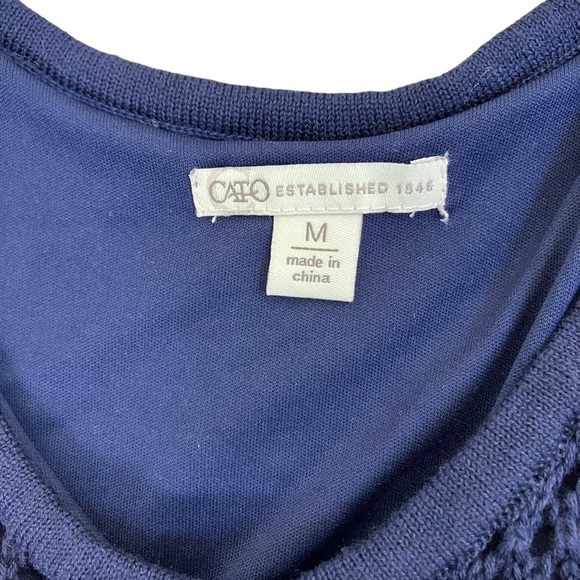 CATO ESTABLISHED 1946
M
made in
china